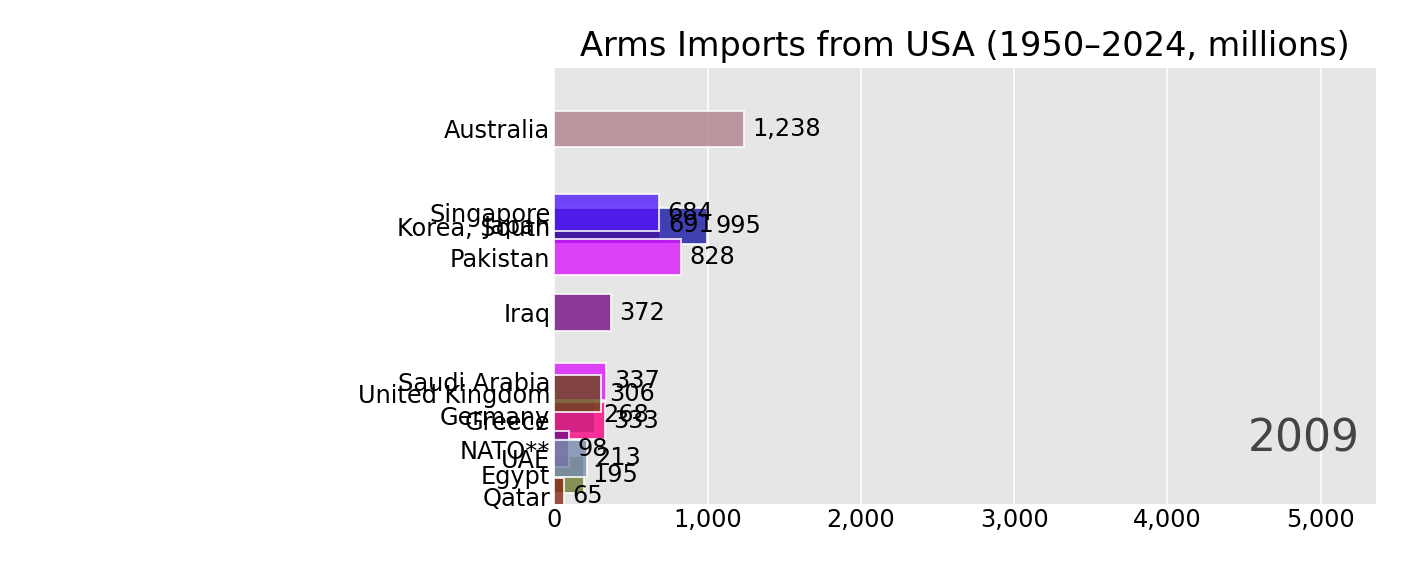 Arms Imports from USA (1950–2024, millions)
Australia 1,238
Singapore 684
Japan 691
Korea, South 995
Pakistan 828
Iraq 372
Saudi Arabia 337
United Kingdom 306
Germany 268
Greece 333
NATO** 98
UAE 213
Egypt 195
Qatar 65
2009
0 1,000 2,000 3,000 4,000 5,000